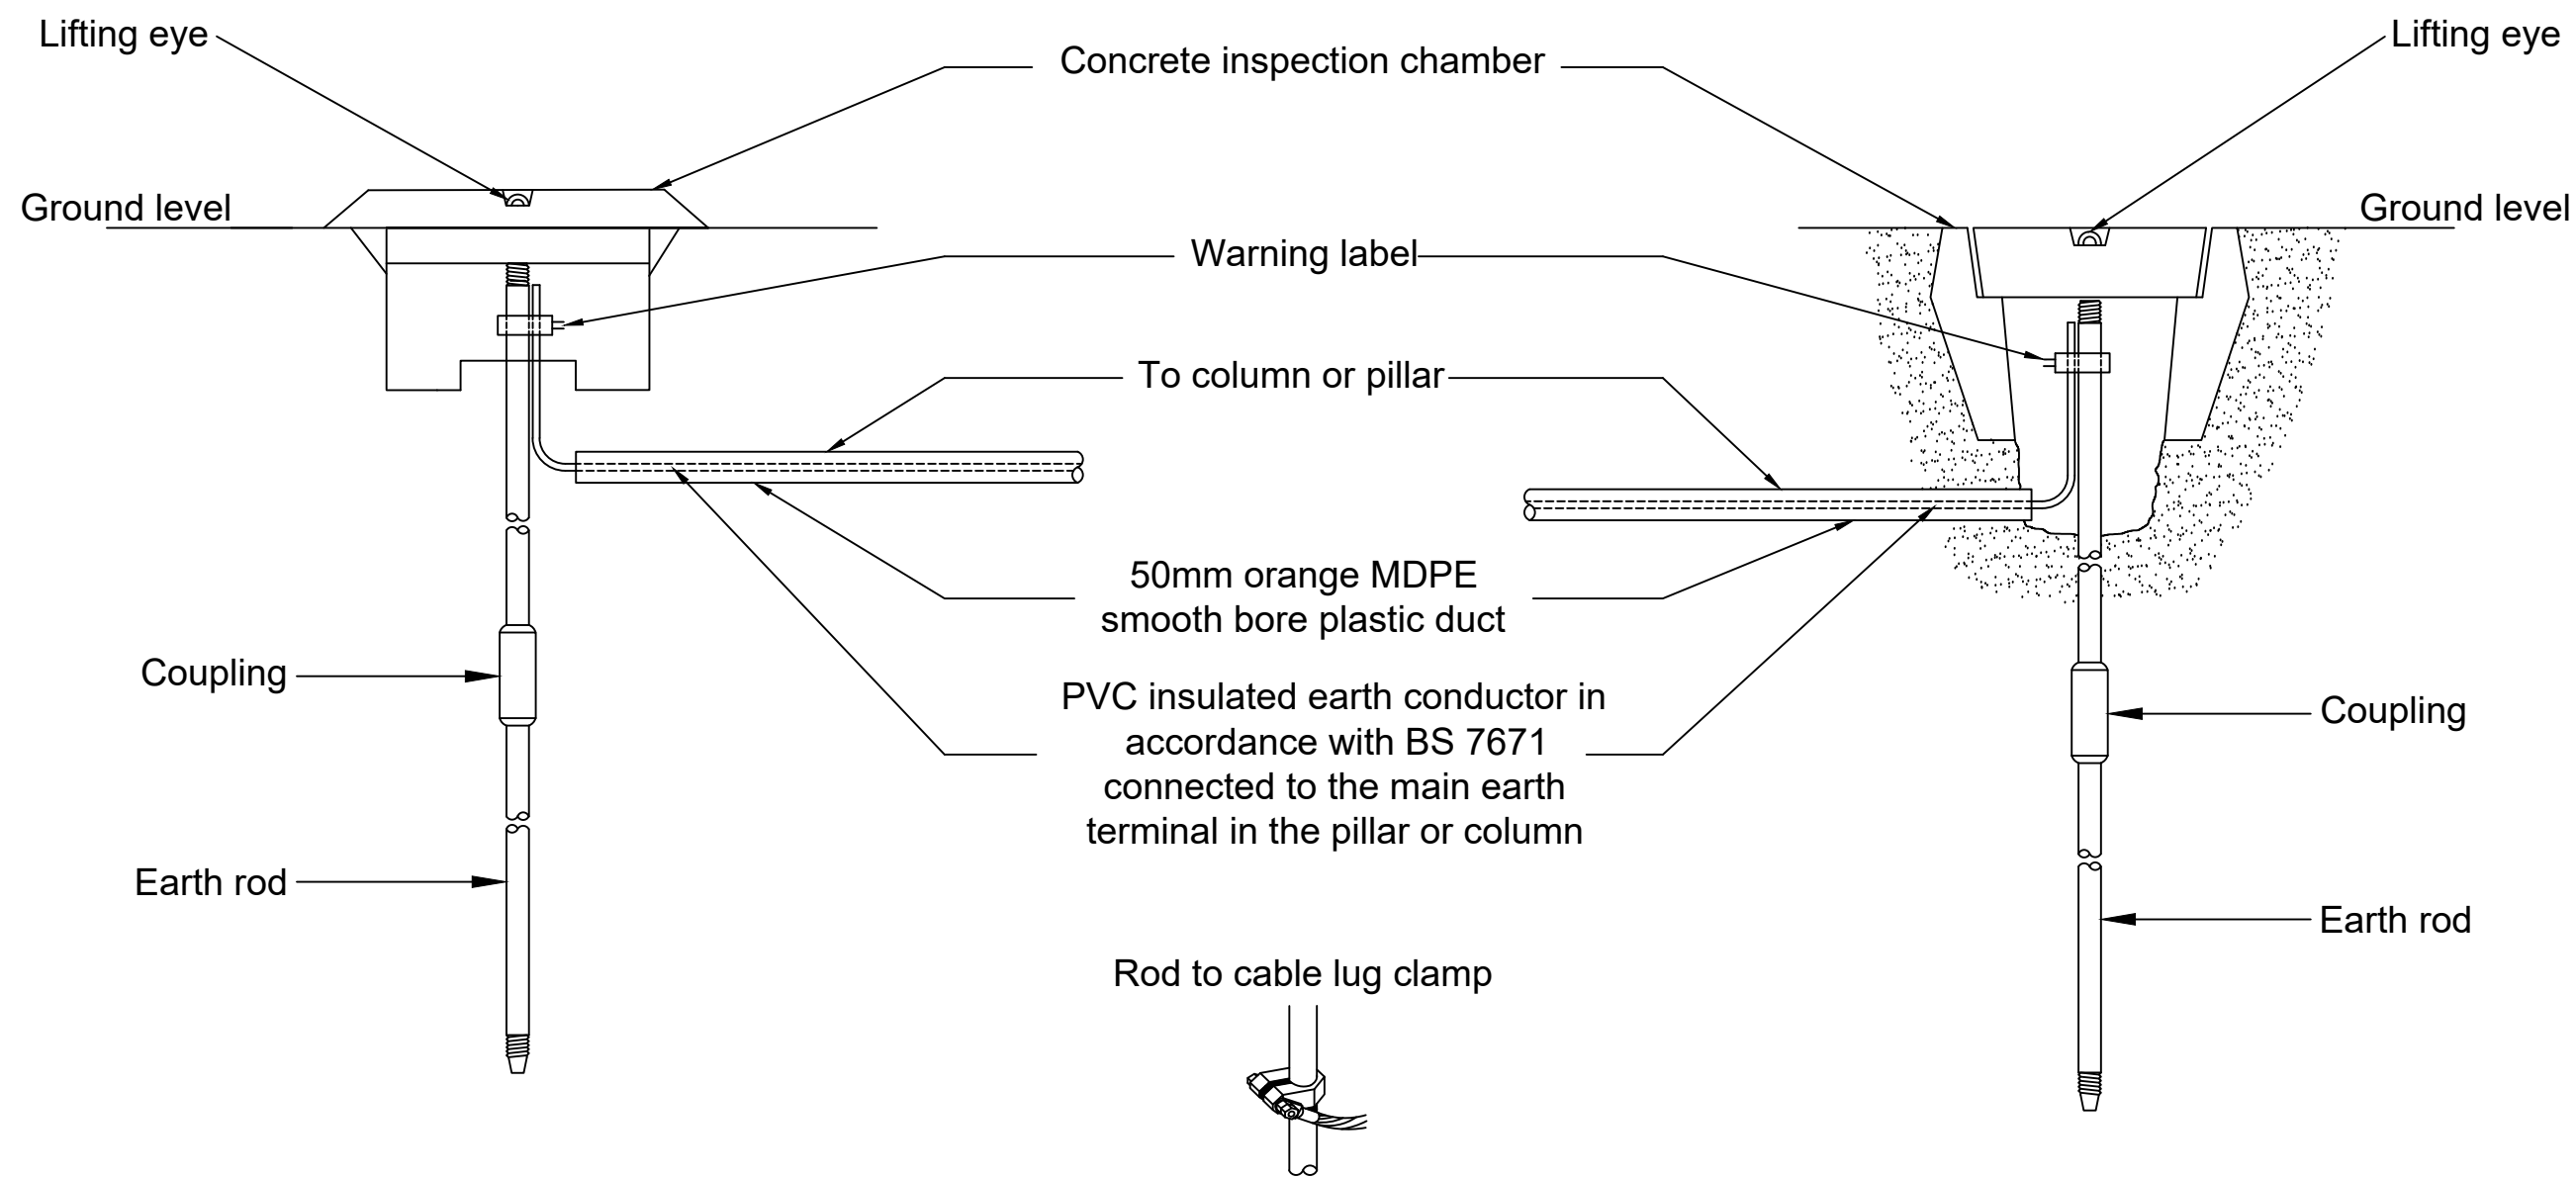 Lifting eye
Lifting eye
Concrete inspection chamber
Ground level
Ground level
Warning label
To column or pillar
50mm orange MDPE
smooth bore plastic duct
Coupling
PVC insulated earth conductor in
accordance with BS 7671
connected to the main earth
terminal in the pillar or column
Coupling
Earth rod
Earth rod
Rod to cable lug clamp